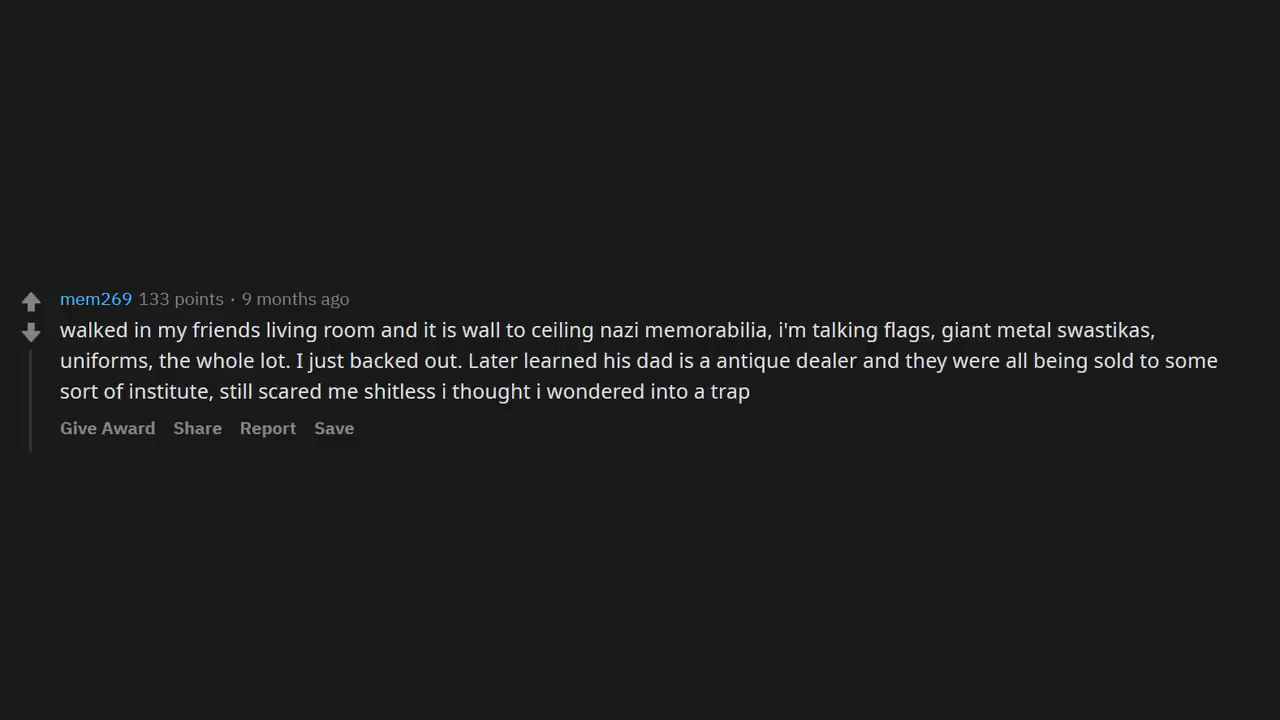 mem269 133 points · 9 months ago
walked in my friends living room and it is wall to ceiling nazi memorabilia, i'm talking flags, giant metal swastikas,
uniforms, the whole lot. I just backed out. Later learned his dad is a antique dealer and they were all being sold to some
sort of institute, still scared me shitless i thought i wondered into a trap
Give Award Share Report Save